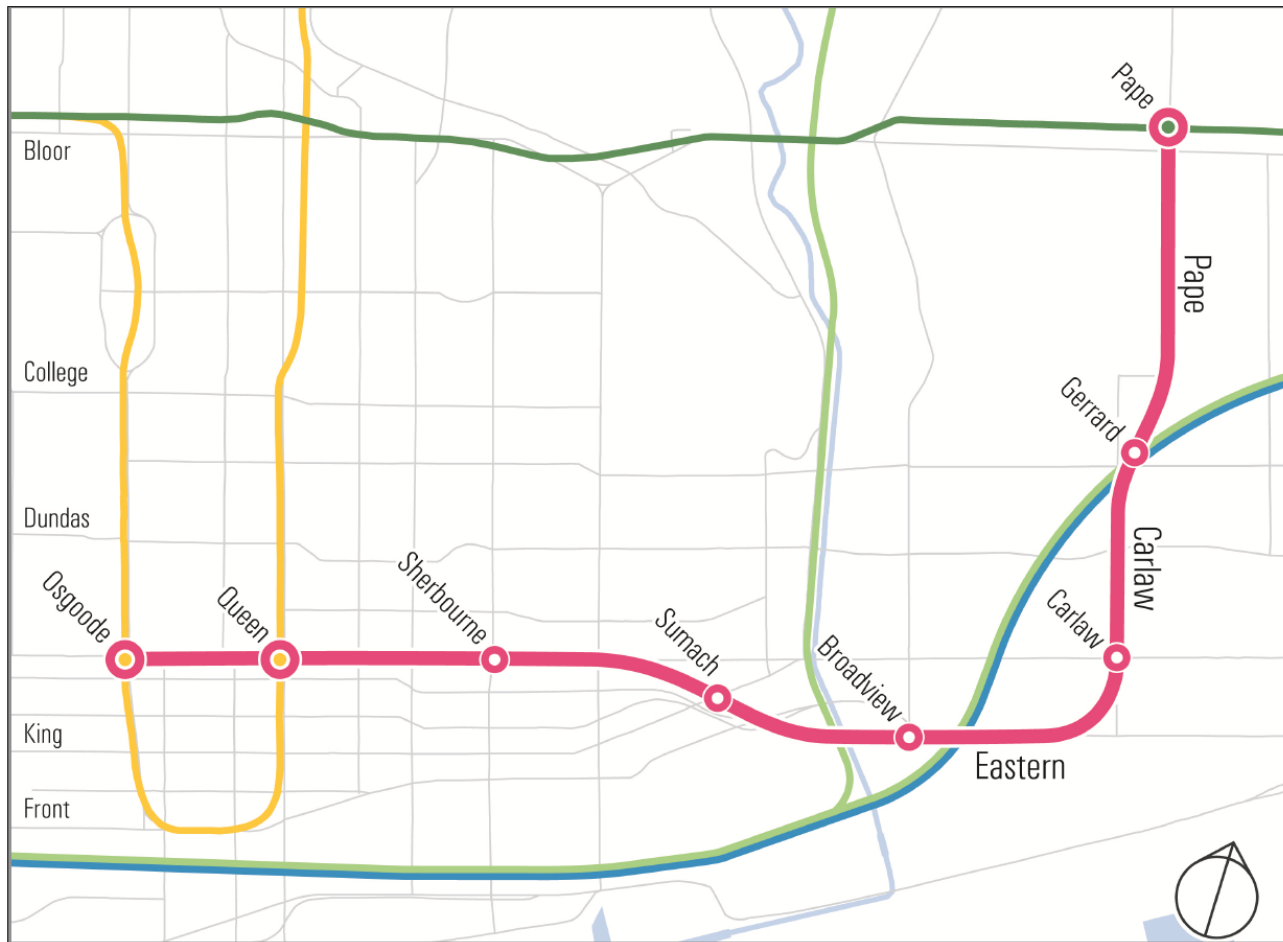 Pape
Bloor
Pape
College
Gerrard
Dundas
Carlaw
Osgoode
Queen
Sherbourne
Sumach
Broadview
Carlaw
King
Eastern
Front